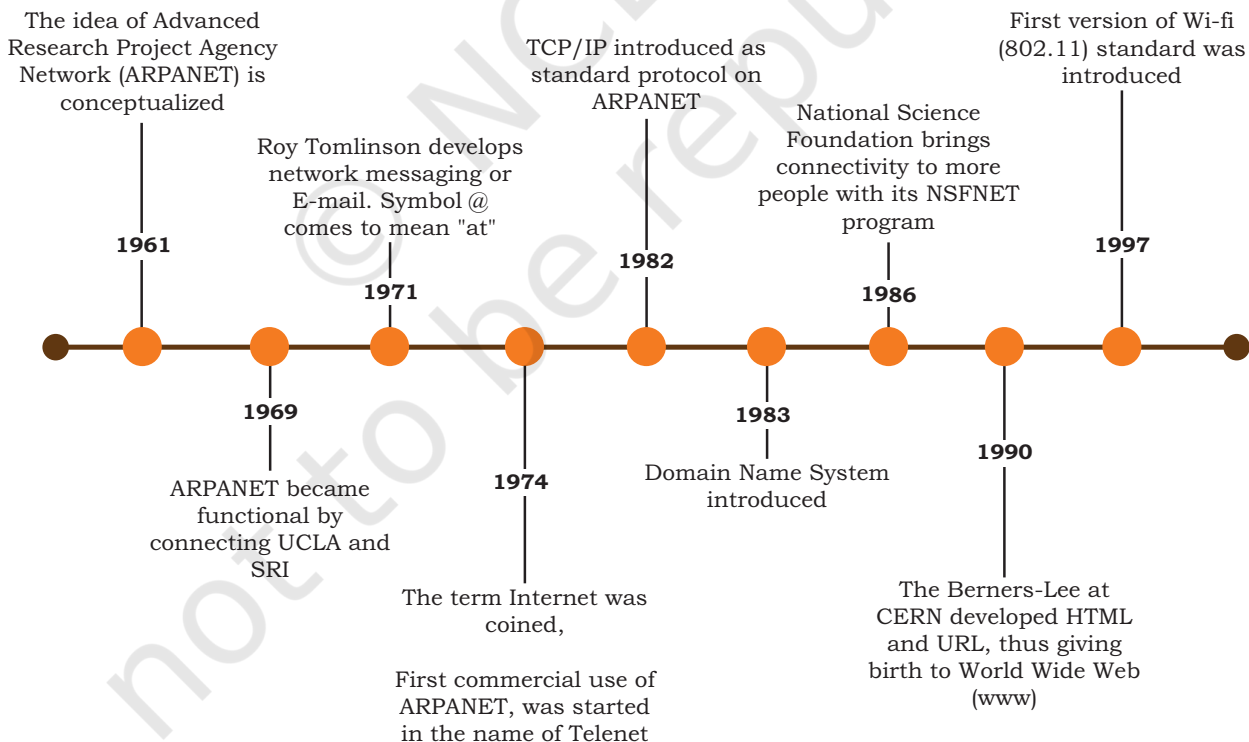 The idea of Advanced
Research Project Agency
Network (ARPANET) is
conceptualized
1961
ARPANET became
functional by
connecting UCLA and
SRI
1969
Roy Tomlinson develops
network messaging or
E-mail. Symbol @
comes to mean "at"
1971
1974
The term Internet was
coined,
First commercial use of
ARPANET, was started
in the name of Telenet
TCP/IP introduced as
standard protocol on
ARPANET
1982
1983
Domain Name System
introduced
National Science
Foundation brings
connectivity to more
people with its NSFNET
program
1986
1990
The Berners-Lee at
CERN developed HTML
and URL, thus giving
birth to World Wide Web
(www)
First version of Wi-fi
(802.11) standard was
introduced
1997
© NC
not to be repu